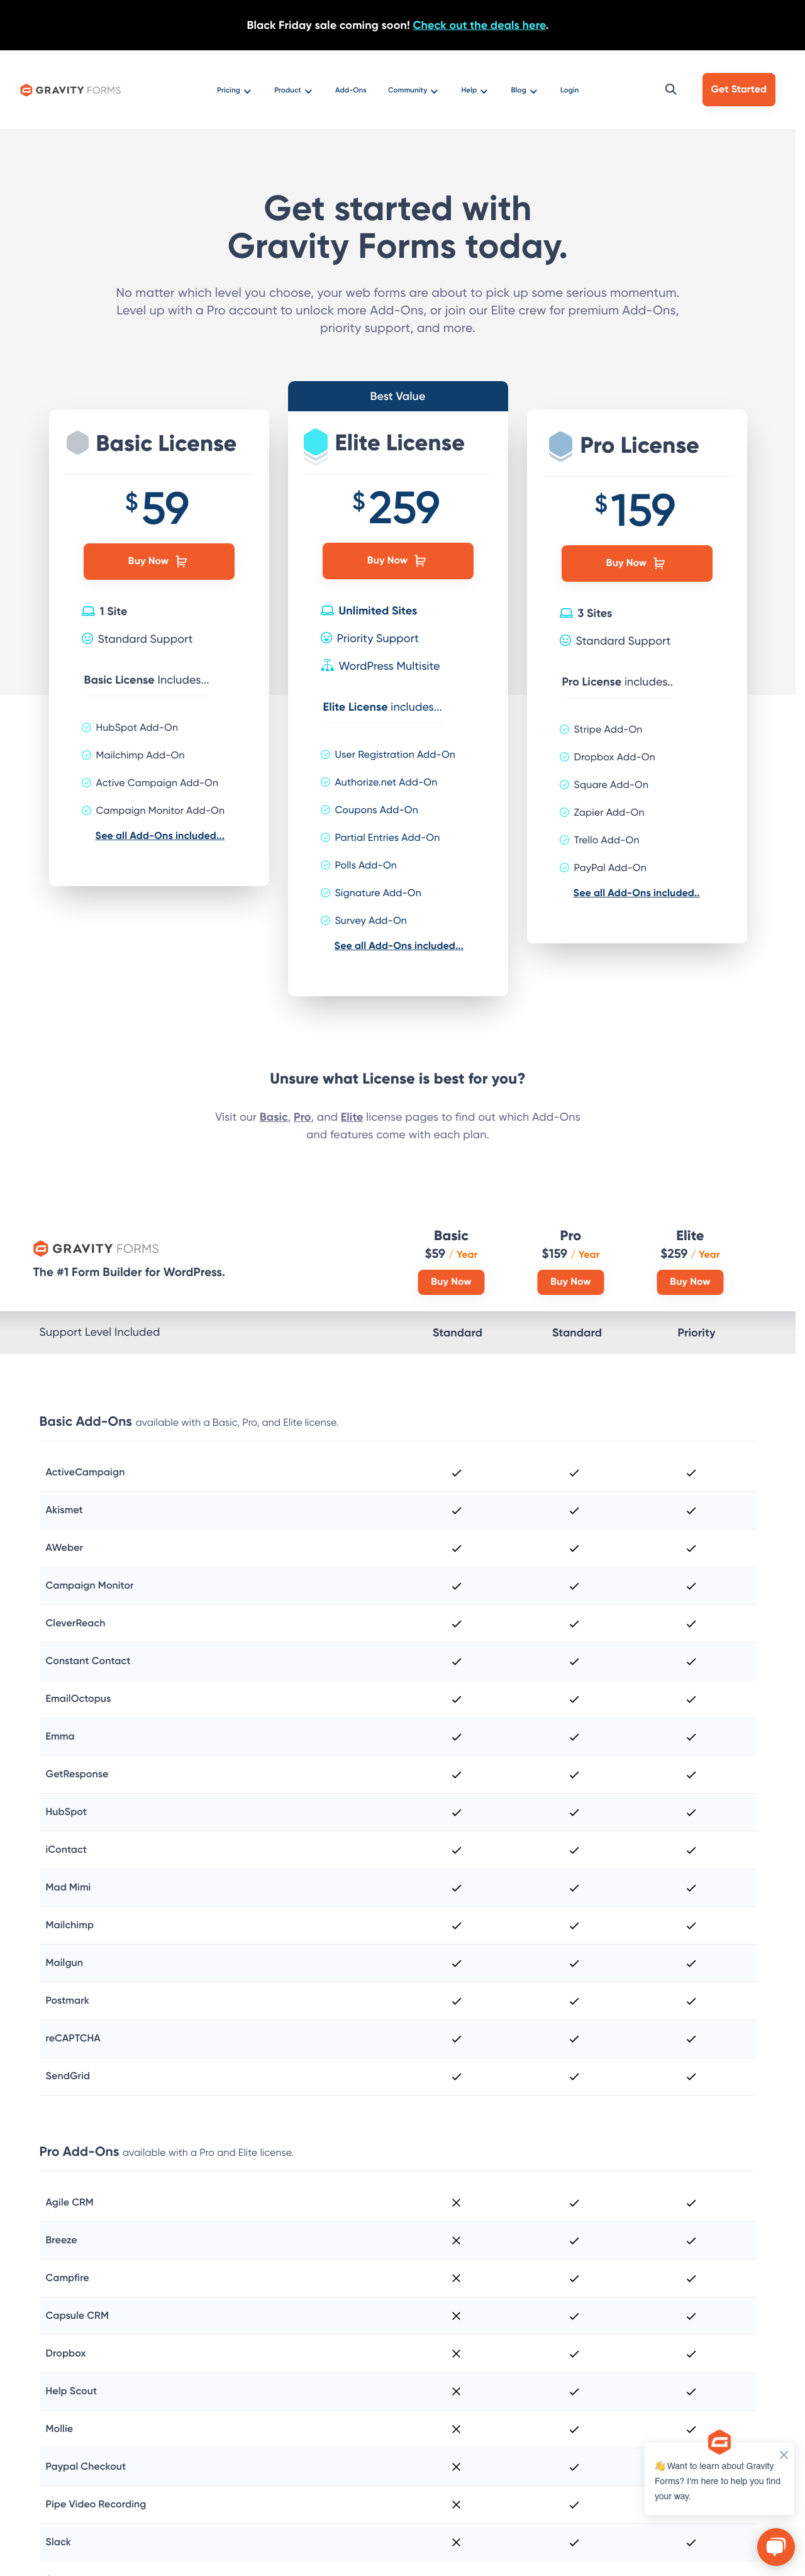 Black Friday sale coming soon! Check out the deals here.
GRAVITY FORMS
Pricing
Product
Add-Ons
Community
Help
Blog
Login
Get Started
Get started with
Gravity Forms today.
No matter which level you choose, your web forms are about to pick up some serious momentum.
Level up with a Pro account to unlock more Add-Ons, or join our Elite crew for premium Add-Ons,
priority support, and more.
Basic License
$59
Buy Now
1 Site
Standard Support
Basic License Includes...
HubSpot Add-On
Mailchimp Add-On
Active Campaign Add-On
Campaign Monitor Add-On
See all Add-Ons included...
Best Value
Elite License
$259
Buy Now
Unlimited Sites
Priority Support
WordPress Multisite
Elite License includes...
User Registration Add-On
Authorize.net Add-On
Coupons Add-On
Partial Entries Add-On
Polls Add-On
Signature Add-On
Survey Add-On
See all Add-Ons included...
Pro License
$159
Buy Now
3 Sites
Standard Support
Pro License includes..
Stripe Add-On
Dropbox Add-On
Square Add-On
Zapier Add-On
Trello Add-On
PayPal Add-On
See all Add-Ons included..
Unsure what License is best for you?
Visit our Basic, Pro, and Elite license pages to find out which Add-Ons
and features come with each plan.
GRAVITY FORMS
The #1 Form Builder for WordPress.
Basic
$59 / Year
Buy Now
Pro
$159 / Year
Buy Now
Elite
$259 / Year
Buy Now
Support Level Included Standard Standard Priority
Basic Add-Ons available with a Basic, Pro, and Elite license.
ActiveCampaign
Akismet
AWeber
Campaign Monitor
CleverReach
Constant Contact
EmailOctopus
Emma
GetResponse
HubSpot
iContact
Mad Mimi
Mailchimp
Mailgun
Postmark
reCAPTCHA
SendGrid
Pro Add-Ons available with a Pro and Elite license.
Agile CRM
Breeze
Campfire
Capsule CRM
Dropbox
Help Scout
Mollie
Paypal Checkout
Pipe Video Recording
Slack
👋 Want to learn about Gravity
Forms? I'm here to help you find
your way.